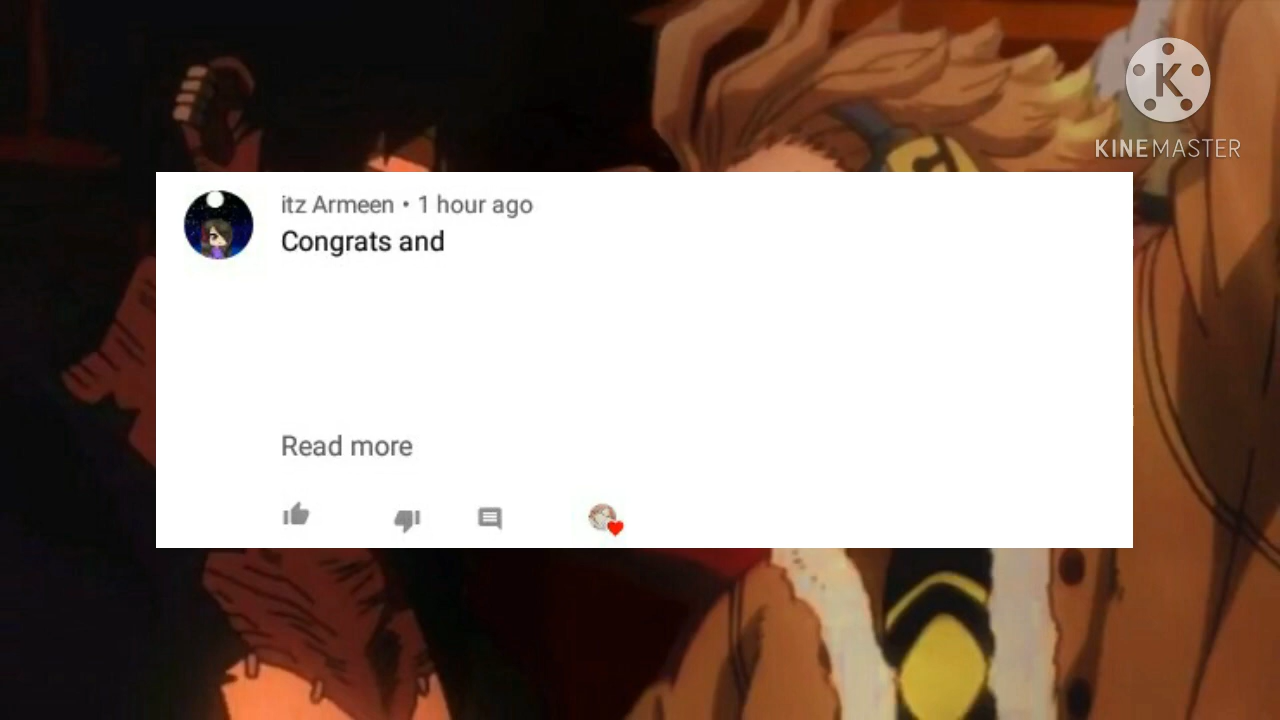 K
KINEMASTER
itz Armeen • 1 hour ago
Congrats and
Read more